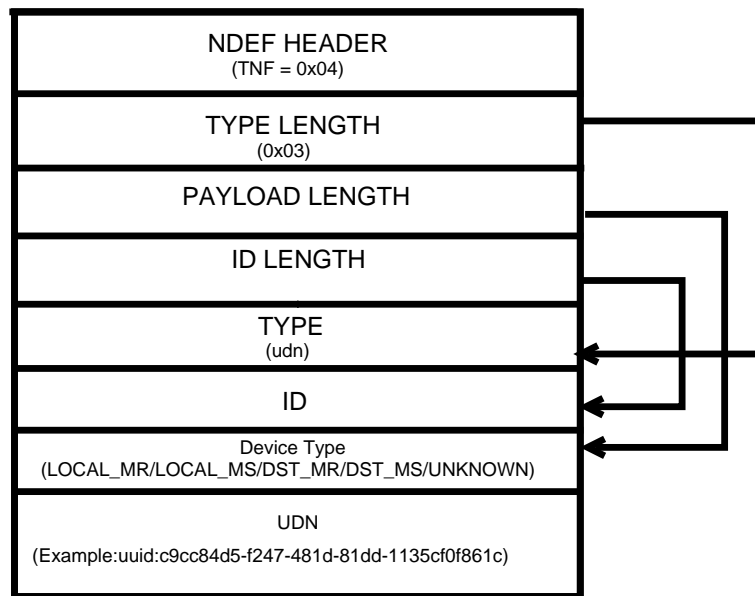 NDEF HEADER
(TNF = 0x04)
TYPE LENGTH
(0x03)
PAYLOAD LENGTH
ID LENGTH
TYPE
(udn)
ID
Device Type
(LOCAL_MR/LOCAL_MS/DST_MR/DST_MS/UNKNOWN)
UDN
(Example:uuid:c9cc84d5-f247-481d-81dd-1135cf0f861c)